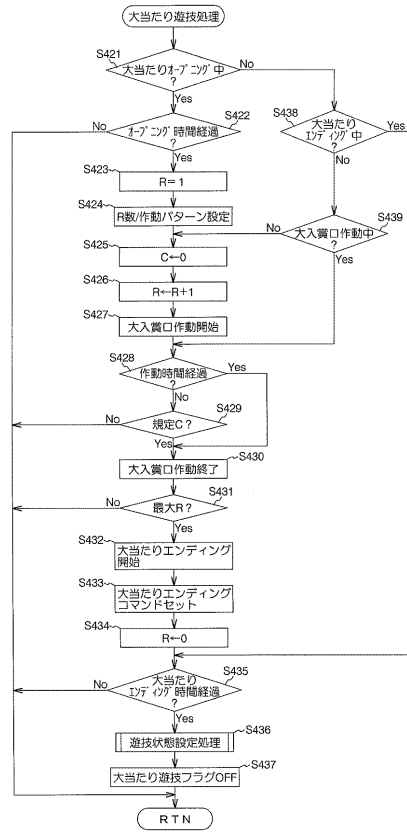 大当たり遊技処理
S421
大当たりオープニング中
?
No
Yes
S422
オープニング時間経過
?
No
Yes
S438
大当たり
エンディング中
?
Yes
No
S423
R=1
S424
R数/作動パターン設定
S439
大入賞口作動中
?
No
Yes
S425
C←0
S426
R←R+1
S427
大入賞口作動開始
S428
作動時間経過
?
Yes
No
S429
規定C?
No
Yes
S430
大入賞口作動終了
S431
最大R?
No
Yes
S432
大当たりエンディング
開始
S433
大当たりエンディング
コマンドセット
S434
R←0
S435
大当たり
エンディング時間経過
?
No
Yes
S436
遊技状態設定処理
S437
大当たり遊技フラグOFF
RTN